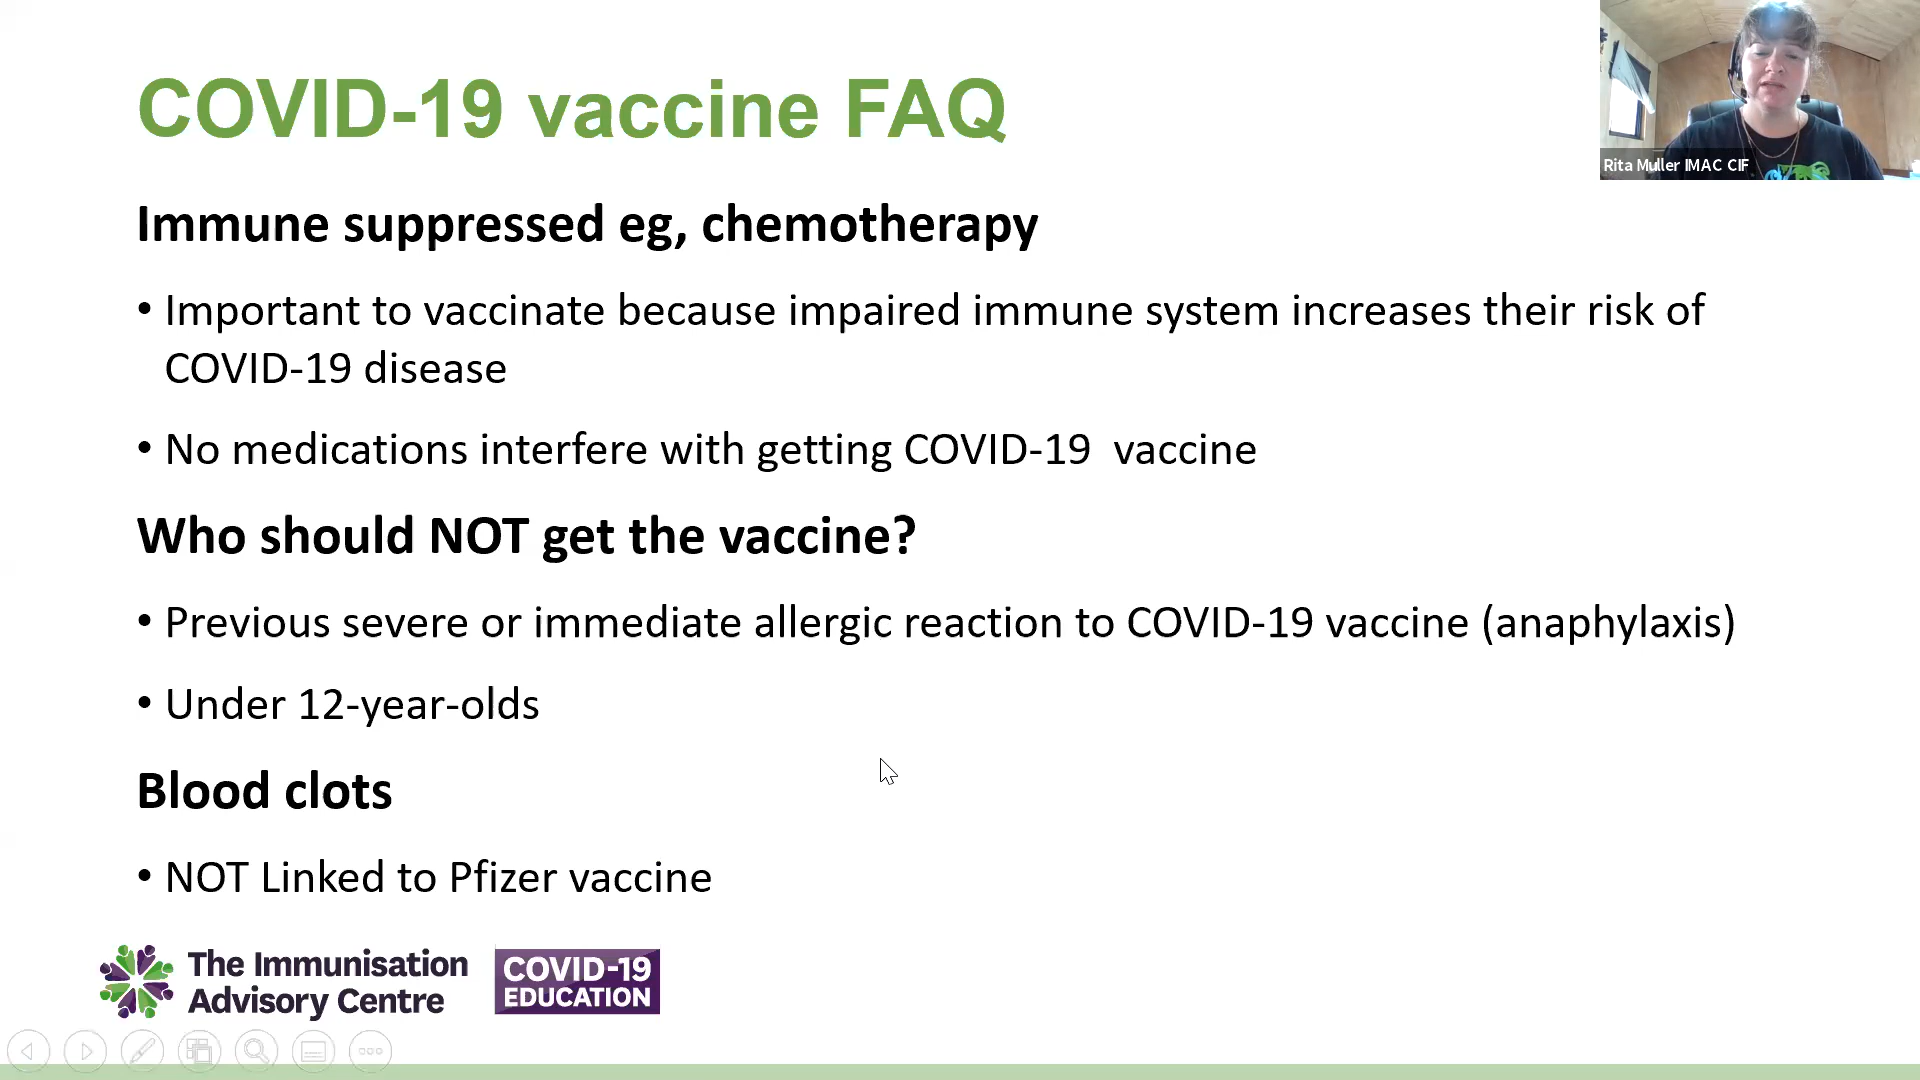 COVID-19 vaccine FAQ
Rita Muller IMAC CIF
Immune suppressed eg, chemotherapy
• Important to vaccinate because impaired immune system increases their risk of
COVID-19 disease
• No medications interfere with getting COVID-19  vaccine
Who should NOT get the vaccine?
• Previous severe or immediate allergic reaction to COVID-19 vaccine (anaphylaxis)
• Under 12-year-olds
Blood clots
• NOT Linked to Pfizer vaccine
The Immunisation
Advisory Centre
COVID-19
EDUCATION